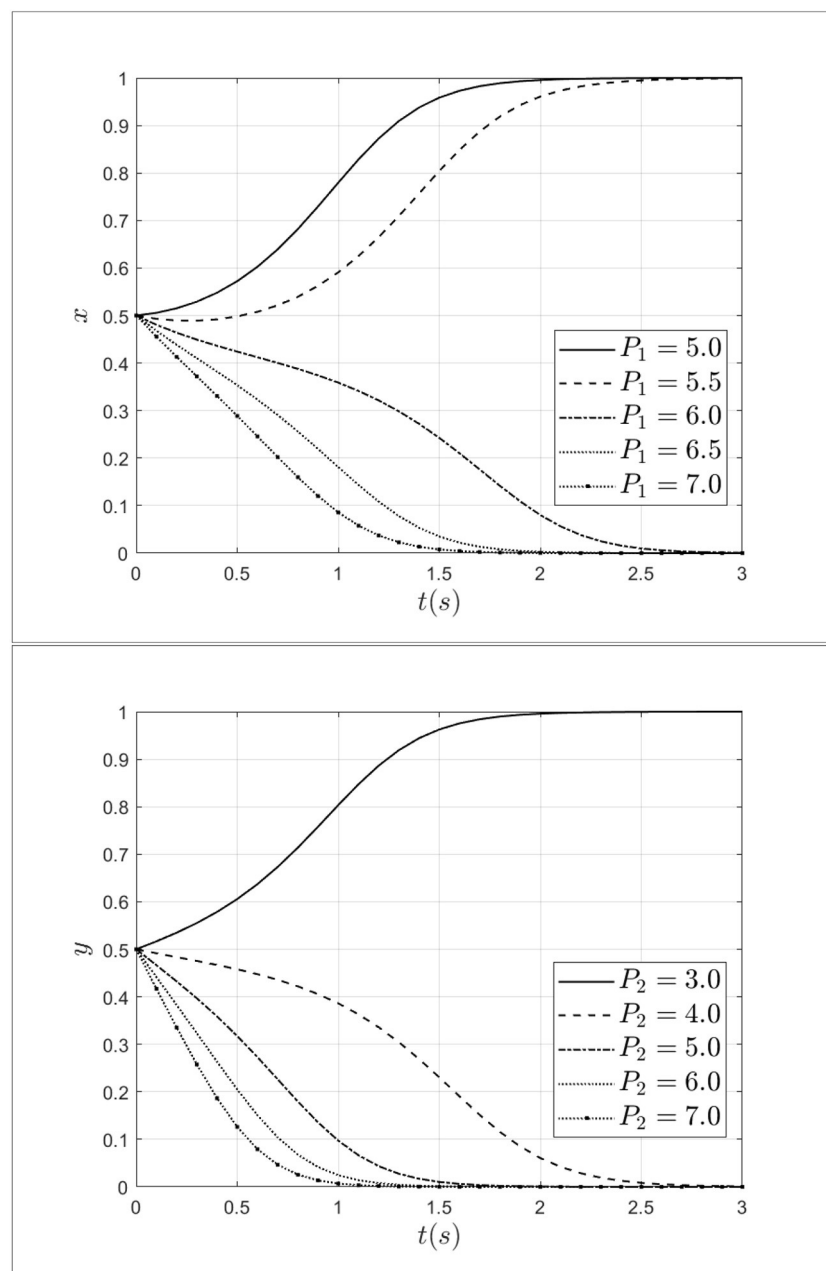 1
0.9
0.8
0.7
0.6
0.5
0.4
0.3
0.2
0.1
0
x
P₁ = 5.0
P₁ = 5.5
P₁ = 6.0
P₁ = 6.5
P₁ = 7.0
0 0.5 1 1.5 2 2.5 3
t(s)
1
0.9
0.8
0.7
0.6
0.5
0.4
0.3
0.2
0.1
0
y
P₂ = 3.0
P₂ = 4.0
P₂ = 5.0
P₂ = 6.0
P₂ = 7.0
0 0.5 1 1.5 2 2.5 3
t(s)